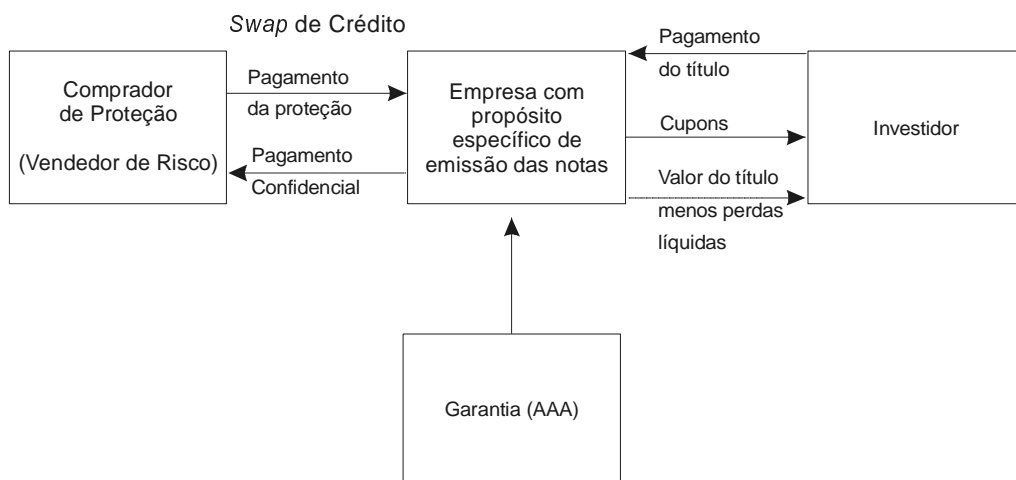 Swap de Crédito
Comprador
de Proteção
(Vendedor de Risco)
Pagamento
da proteção
Pagamento
Confidencial
Empresa com
propósito
específico de
emissão das notas
Pagamento
do título
Cupons
Valor do título
menos perdas
líquidas
Investidor
Garantia (AAA)